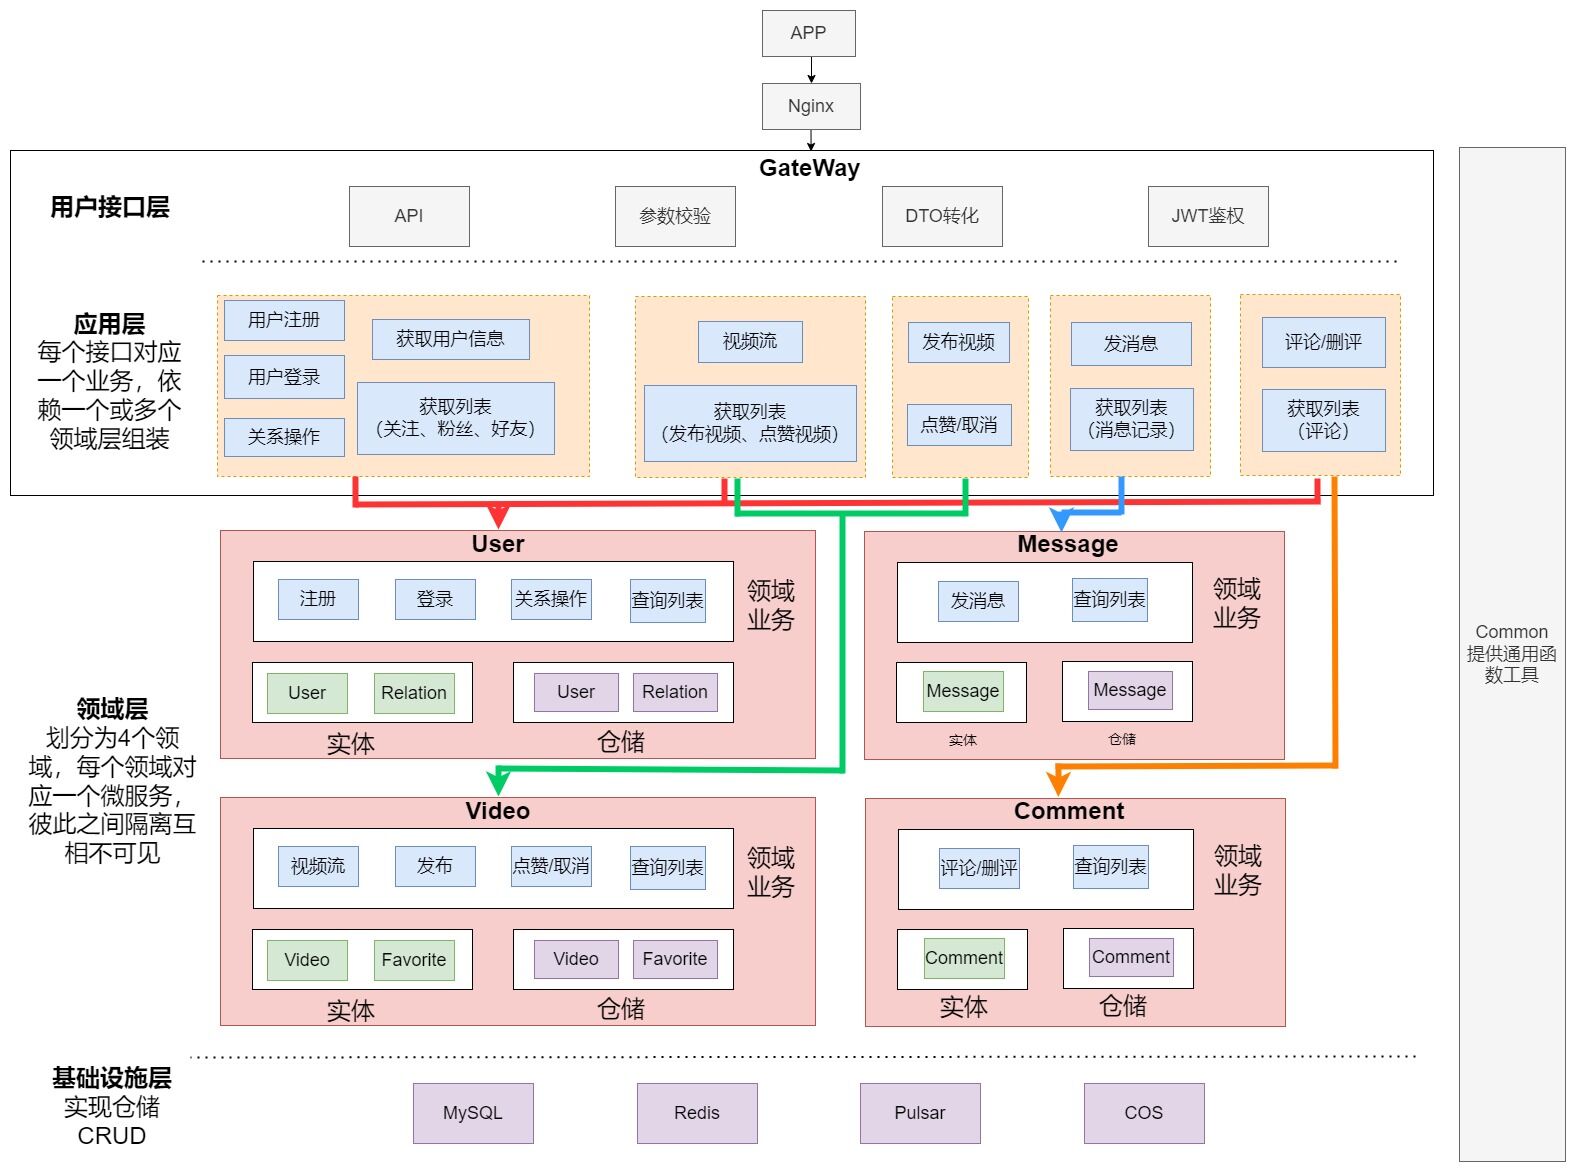 APP
Nginx
GateWay
用户接口层
API
参数校验
DTO转化
JWT鉴权
应用层
每个接口对应
一个业务，依
赖一个或多个
领域层组装
用户注册
用户登录
关系操作
获取用户信息
获取列表
（关注、粉丝、好友）
视频流
获取列表
（发布视频、点赞视频）
发布视频
点赞/取消
发消息
获取列表
（消息记录）
评论/删评
获取列表
（评论）
User
注册
登录
关系操作
查询列表
领域
业务
User
Relation
实体
User
Relation
仓储
Message
发消息
查询列表
领域
业务
Message
实体
Message
仓储
领域层
划分为4个领
域，每个领域对
应一个微服务，
彼此之间隔离互
相不可见
Video
视频流
发布
点赞/取消
查询列表
领域
业务
Video
Favorite
实体
Video
Favorite
仓储
Comment
评论/删评
查询列表
领域
业务
Comment
实体
Comment
仓储
基础设施层
实现仓储
CRUD
MySQL
Redis
Pulsar
COS
Common
提供通用函
数工具